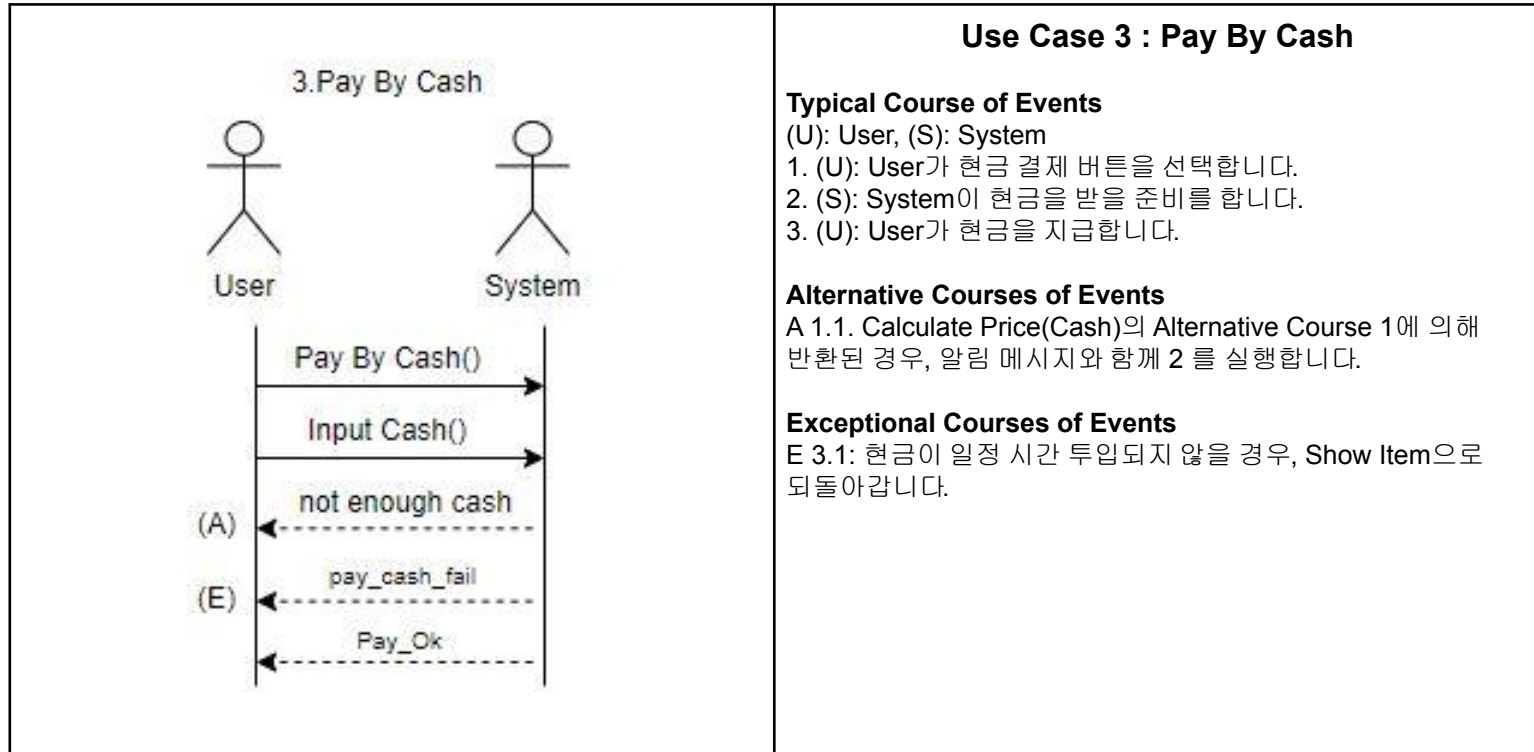 3.Pay By Cash
User
System
Pay By Cash()
Input Cash()
not enough cash
(A)
pay_cash_fail
(E)
Pay_Ok
Use Case 3 : Pay By Cash
Typical Course of Events
(U): User, (S): System
1. (U): User가 현금 결제 버튼을 선택합니다.
2. (S): System이 현금을 받을 준비를 합니다.
3. (U): User가 현금을 지급합니다.
Alternative Courses of Events
A 1.1. Calculate Price(Cash)의 Alternative Course 1에 의해
반환된 경우, 알림 메시지와 함께 2 를 실행합니다.
Exceptional Courses of Events
E 3.1: 현금이 일정 시간 투입되지 않을 경우, Show Item으로
되돌아갑니다.